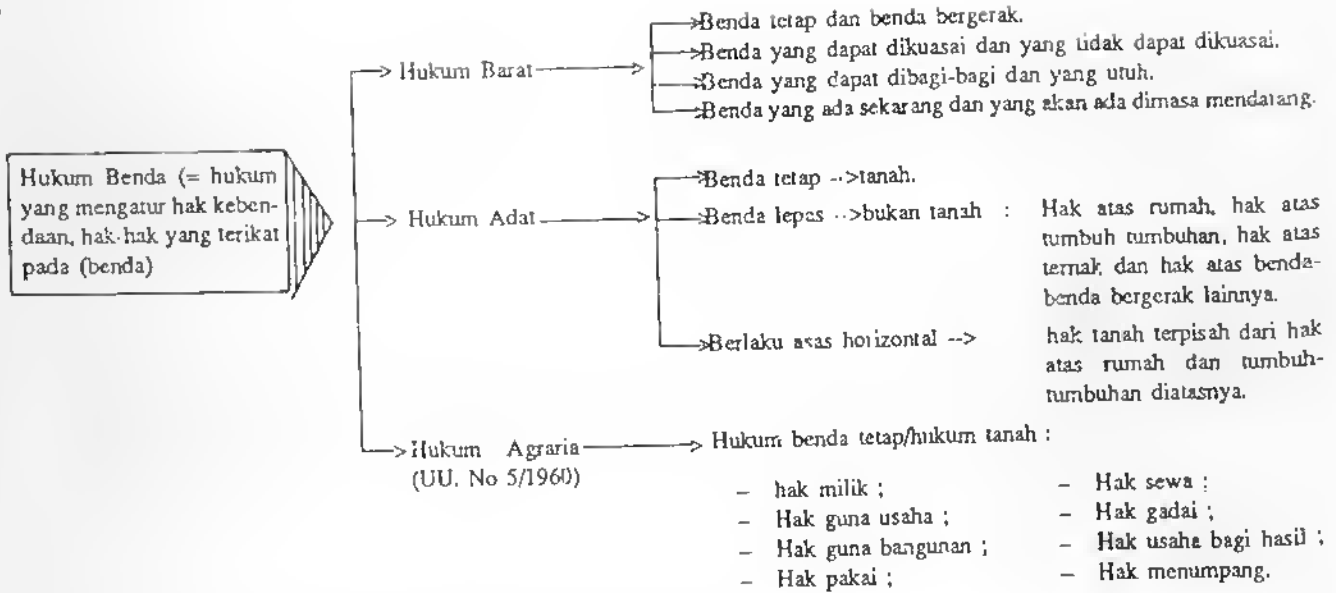 Benda tetap dan benda bergerak.
Hukum Barat
Benda yang dapat dikuasai dan yang tidak dapat dikuasai.
Benda yang dapat dibagi-bagi dan yang utuh.
Benda yang ada sekarang dan yang akan ada dimasa mendatang.
Hukum Benda (= hukum
yang mengatur hak keben-
daan, hak-hak yang terikat
pada (benda)
Hukum Adat
Benda tetap -->tanah.
Benda lepas -->bukan tanah :
Hak atas rumah, hak atas
tumbuh tumbuhan, hak atas
ternak, dan hak atas benda-
benda bergerak lainnya.
Berlaku asas horizontal -->
hak tanah terpisah dari hak
atas rumah dan tumbuh-
tumbuhan diatasnya.
Hukum Agraria
(UU. No 5/1960)
Hukum benda tetap/hukum tanah :
– hak milik ;
– Hak guna usaha ;
– Hak guna bangunan ;
– Hak pakai ;
– Hak sewa ;
– Hak gadai ;
– Hak usaha bagi hasil ;
– Hak menumpang.